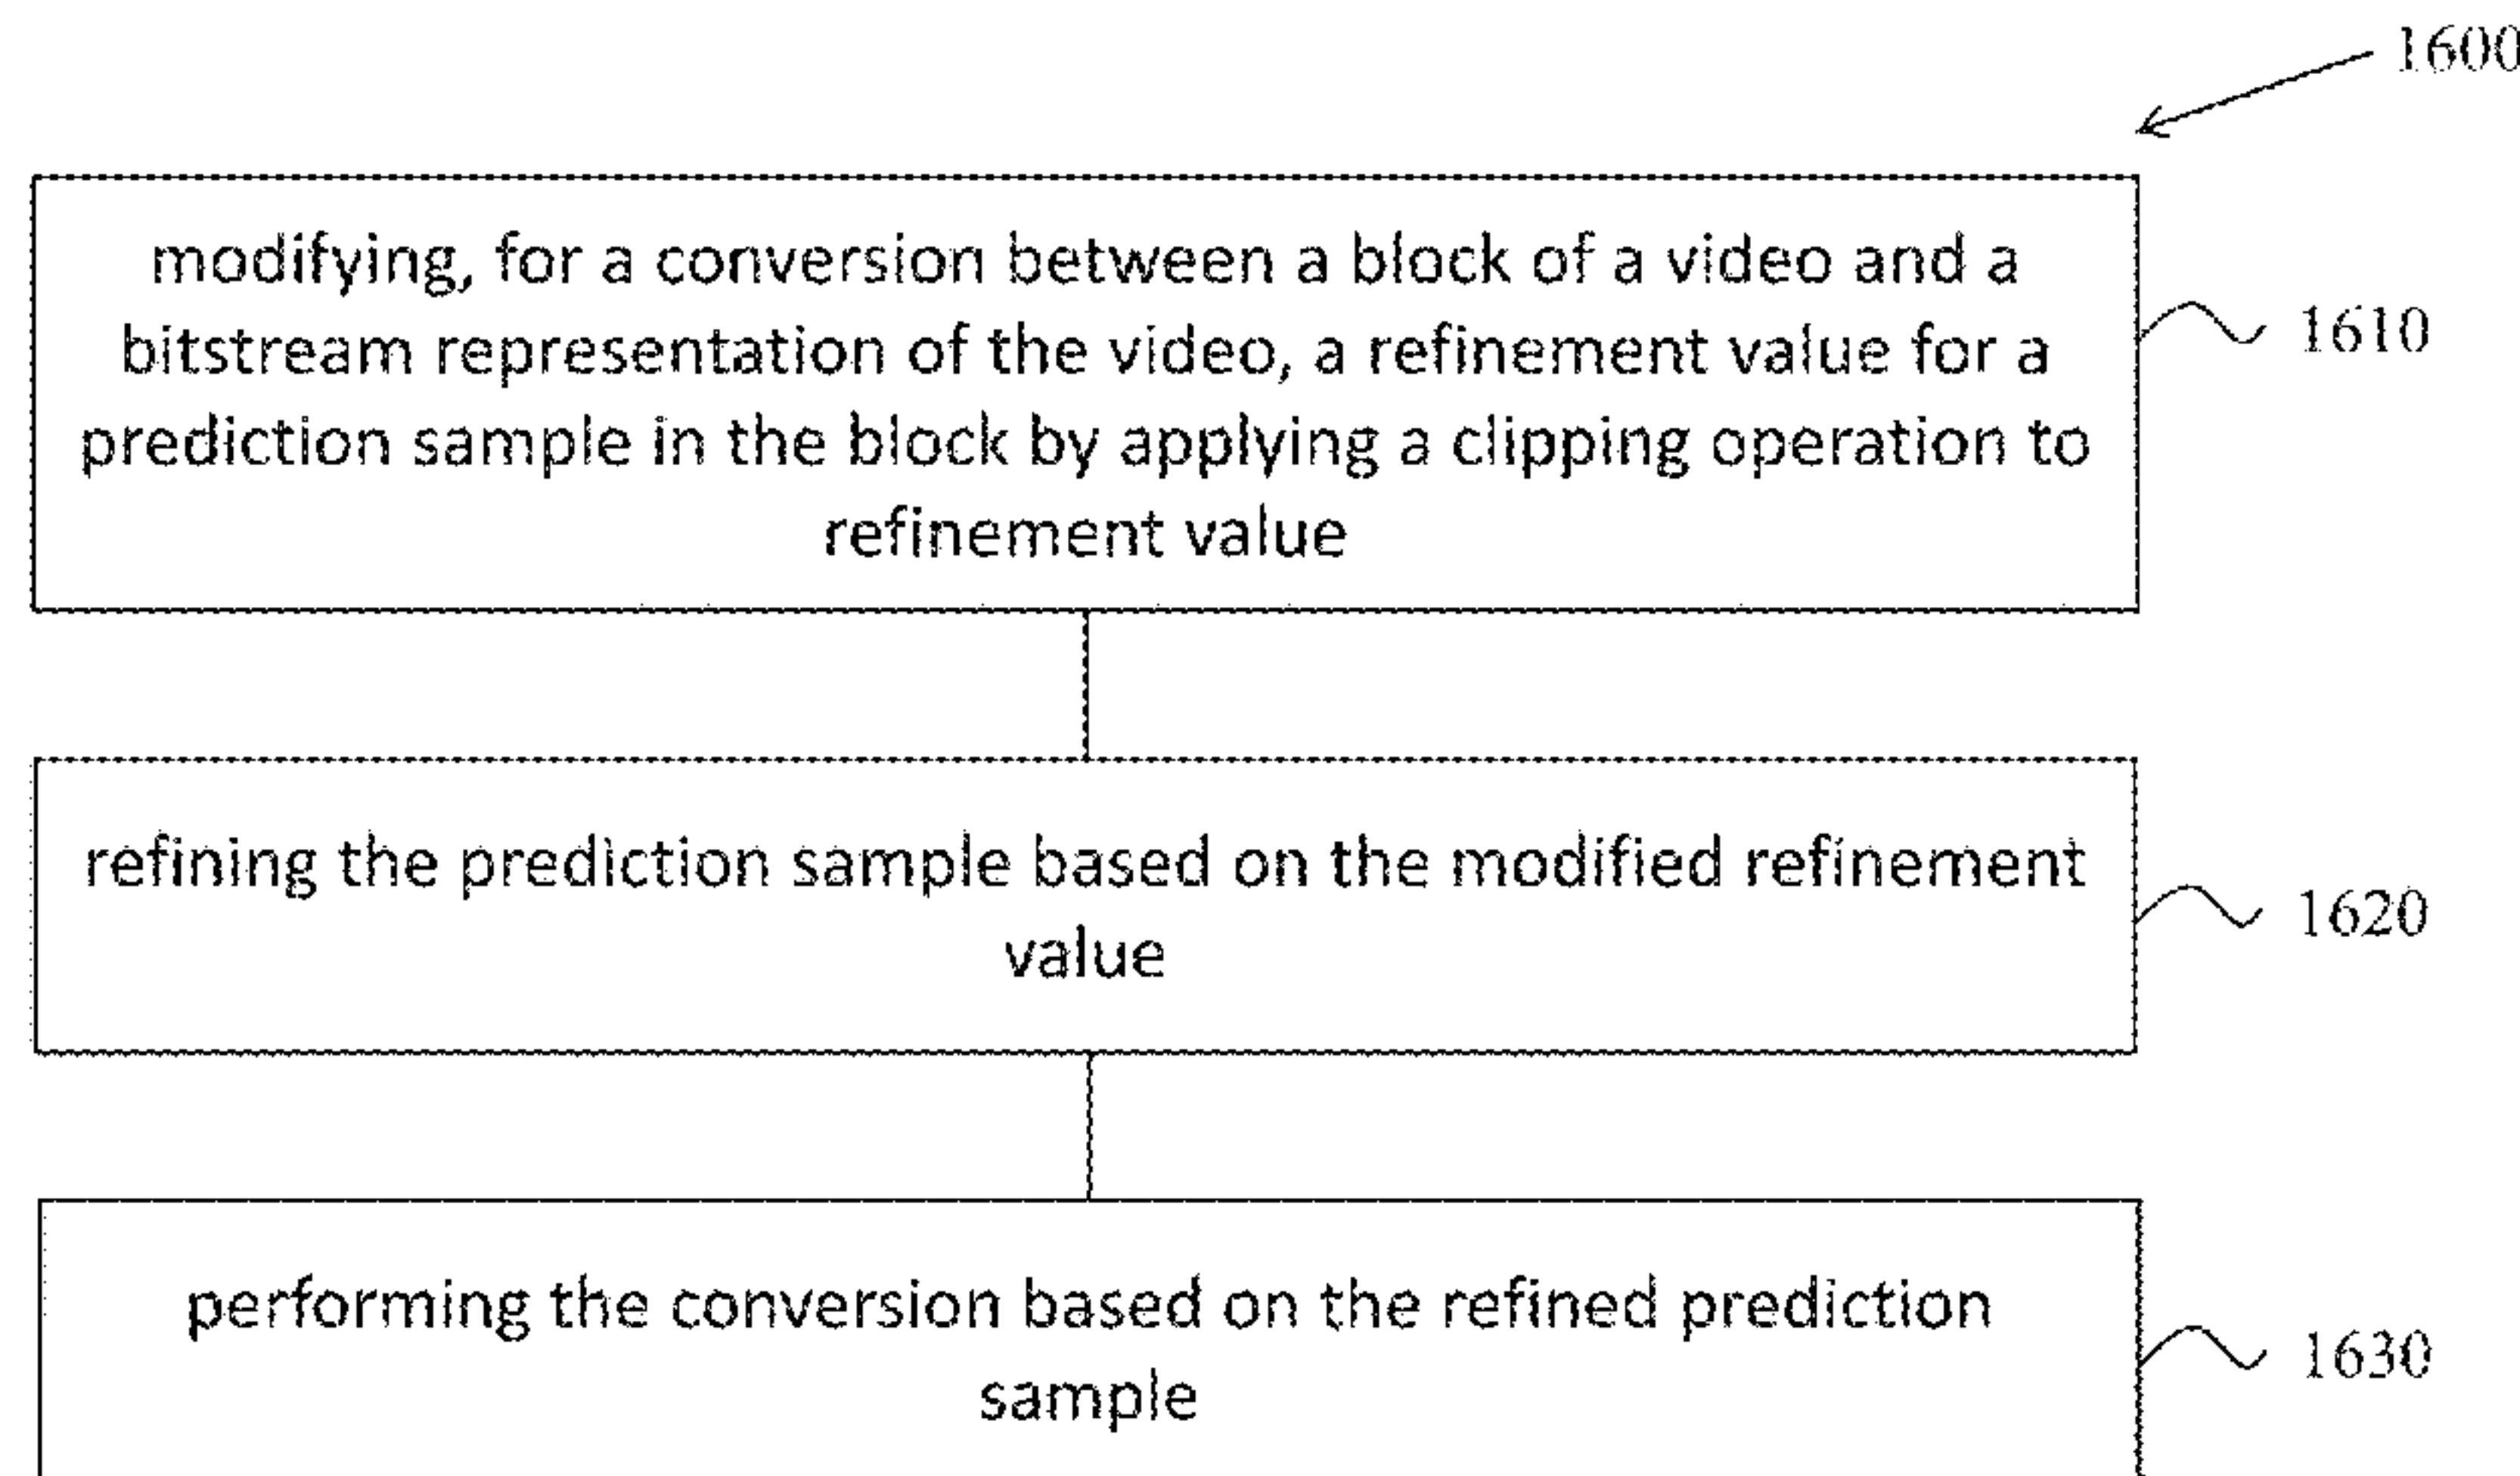 1600
modifying, for a conversion between a block of a video and a
bitstream representation of the video, a refinement value for a
prediction sample in the block by applying a clipping operation to
refinement value
1610
refining the prediction sample based on the modified refinement
value
1620
performing the conversion based on the refined prediction
sample
1630